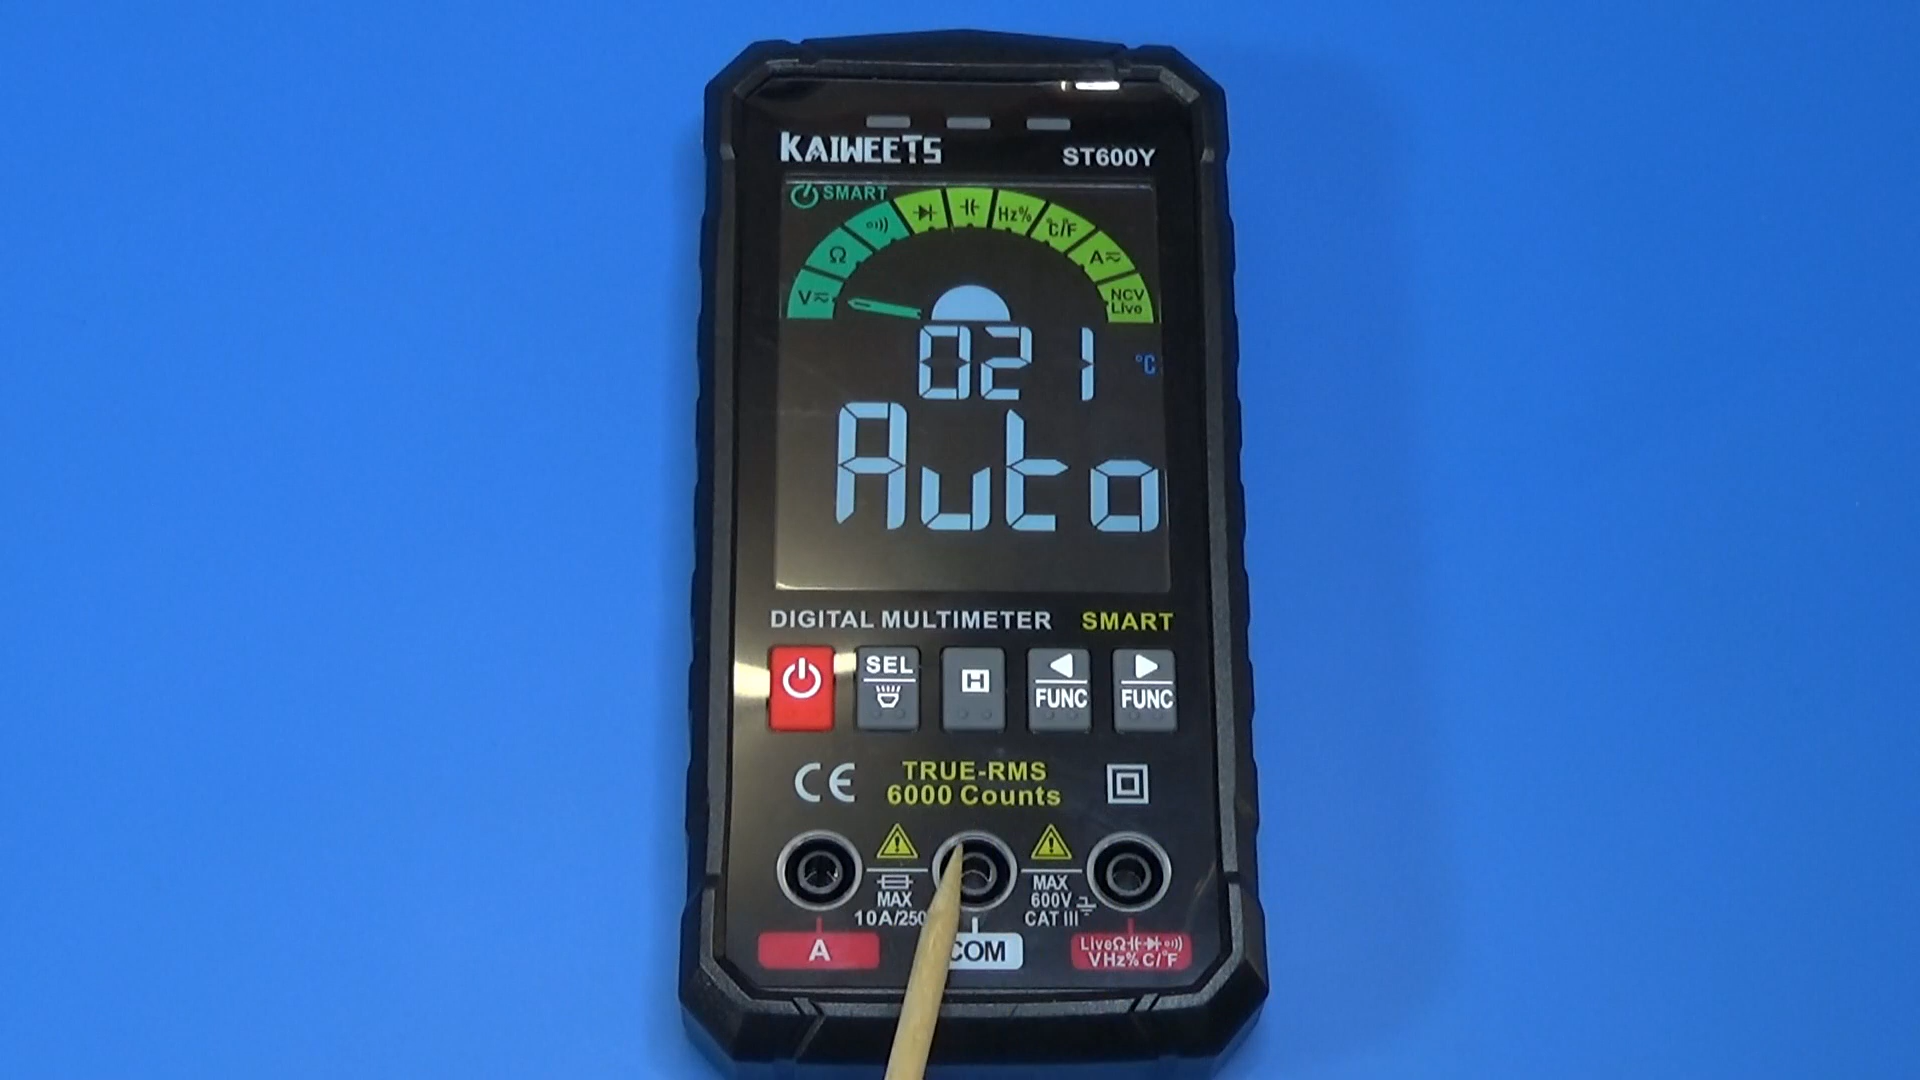 KAIWEETS
ST600Y
SMART
V Ω Hz% °C/°F A NCV Live
021 °C
Auto
DIGITAL MULTIMETER SMART
SEL H FUNC FUNC
CE
TRUE-RMS
6000 Counts
MAX
10A/250
MAX
600V
CAT III
A
COM
LiveΩ
VHz%°C/°F